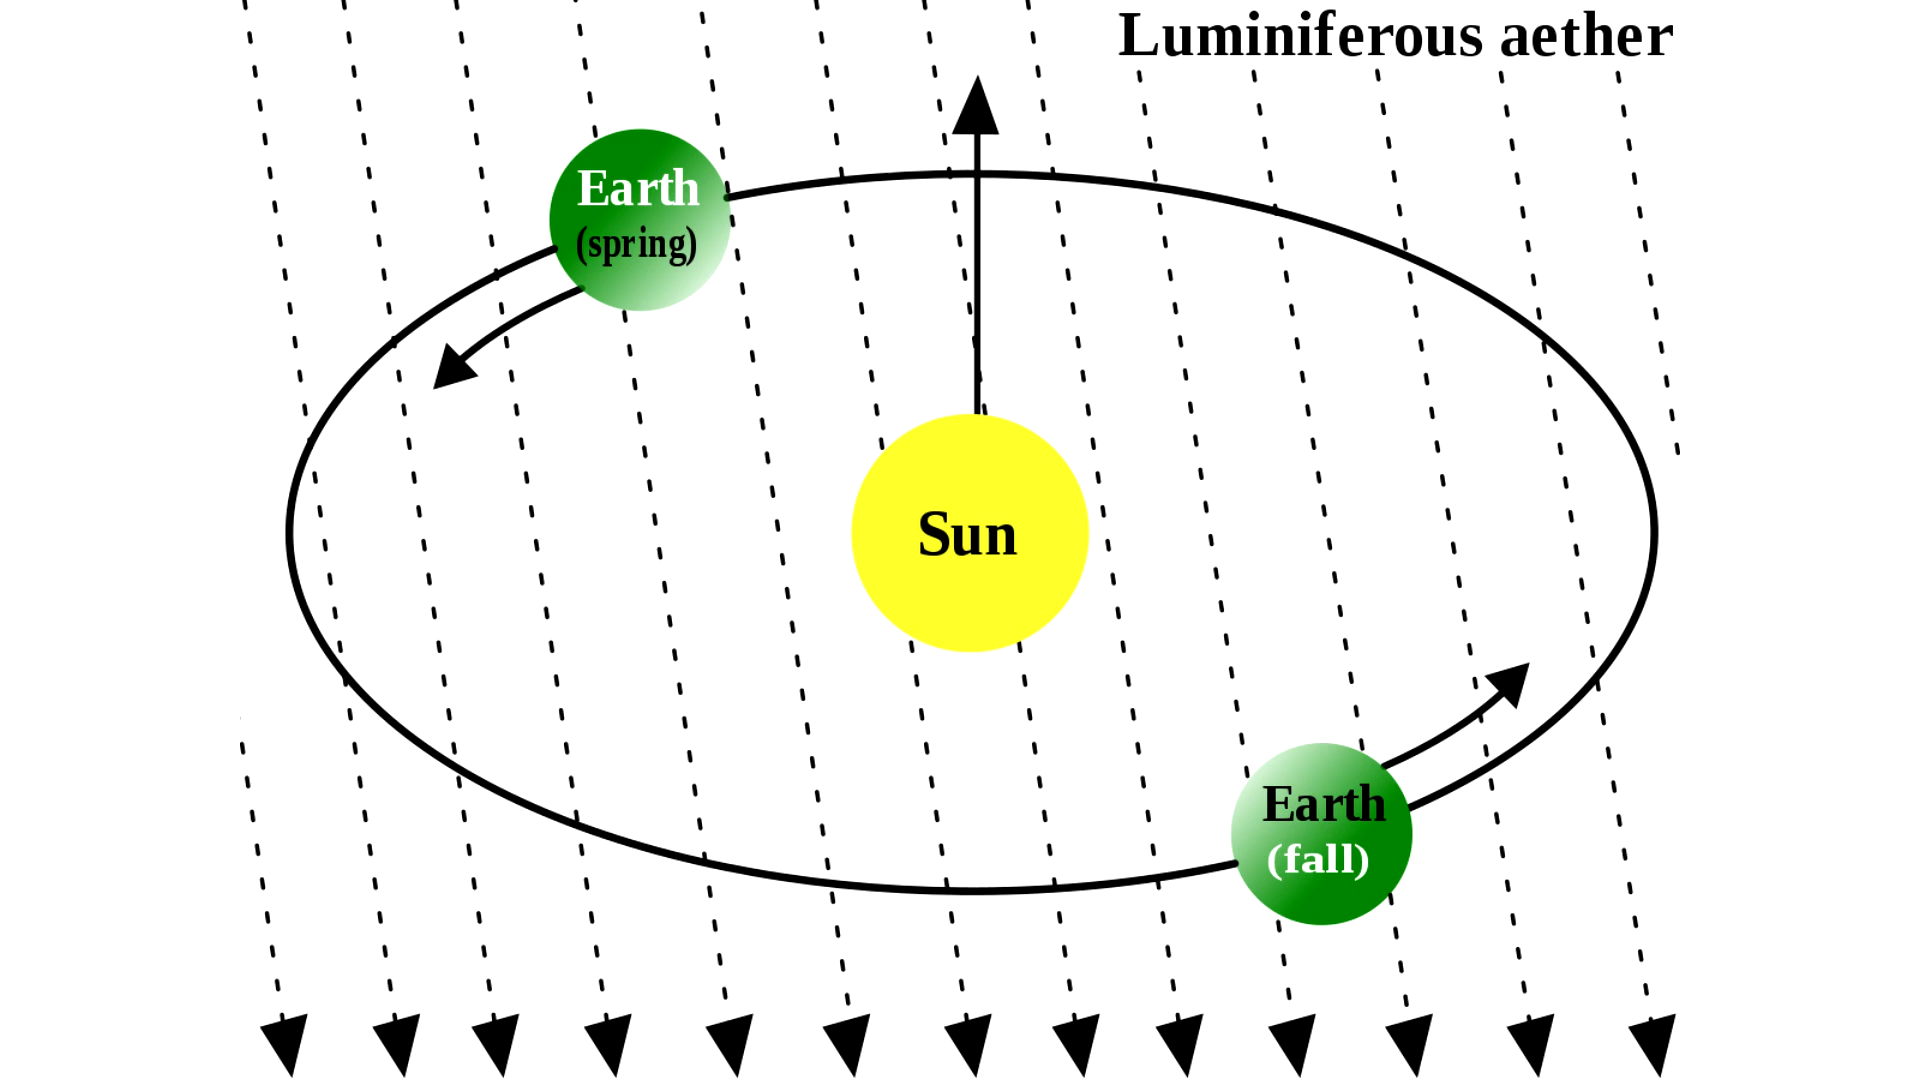 Luminiferous aether
Earth
(spring)
Sun
Earth
(fall)